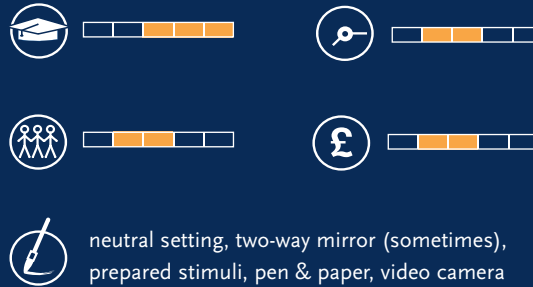 £
neutral setting, two-way mirror (sometimes),
prepared stimuli, pen & paper, video camera